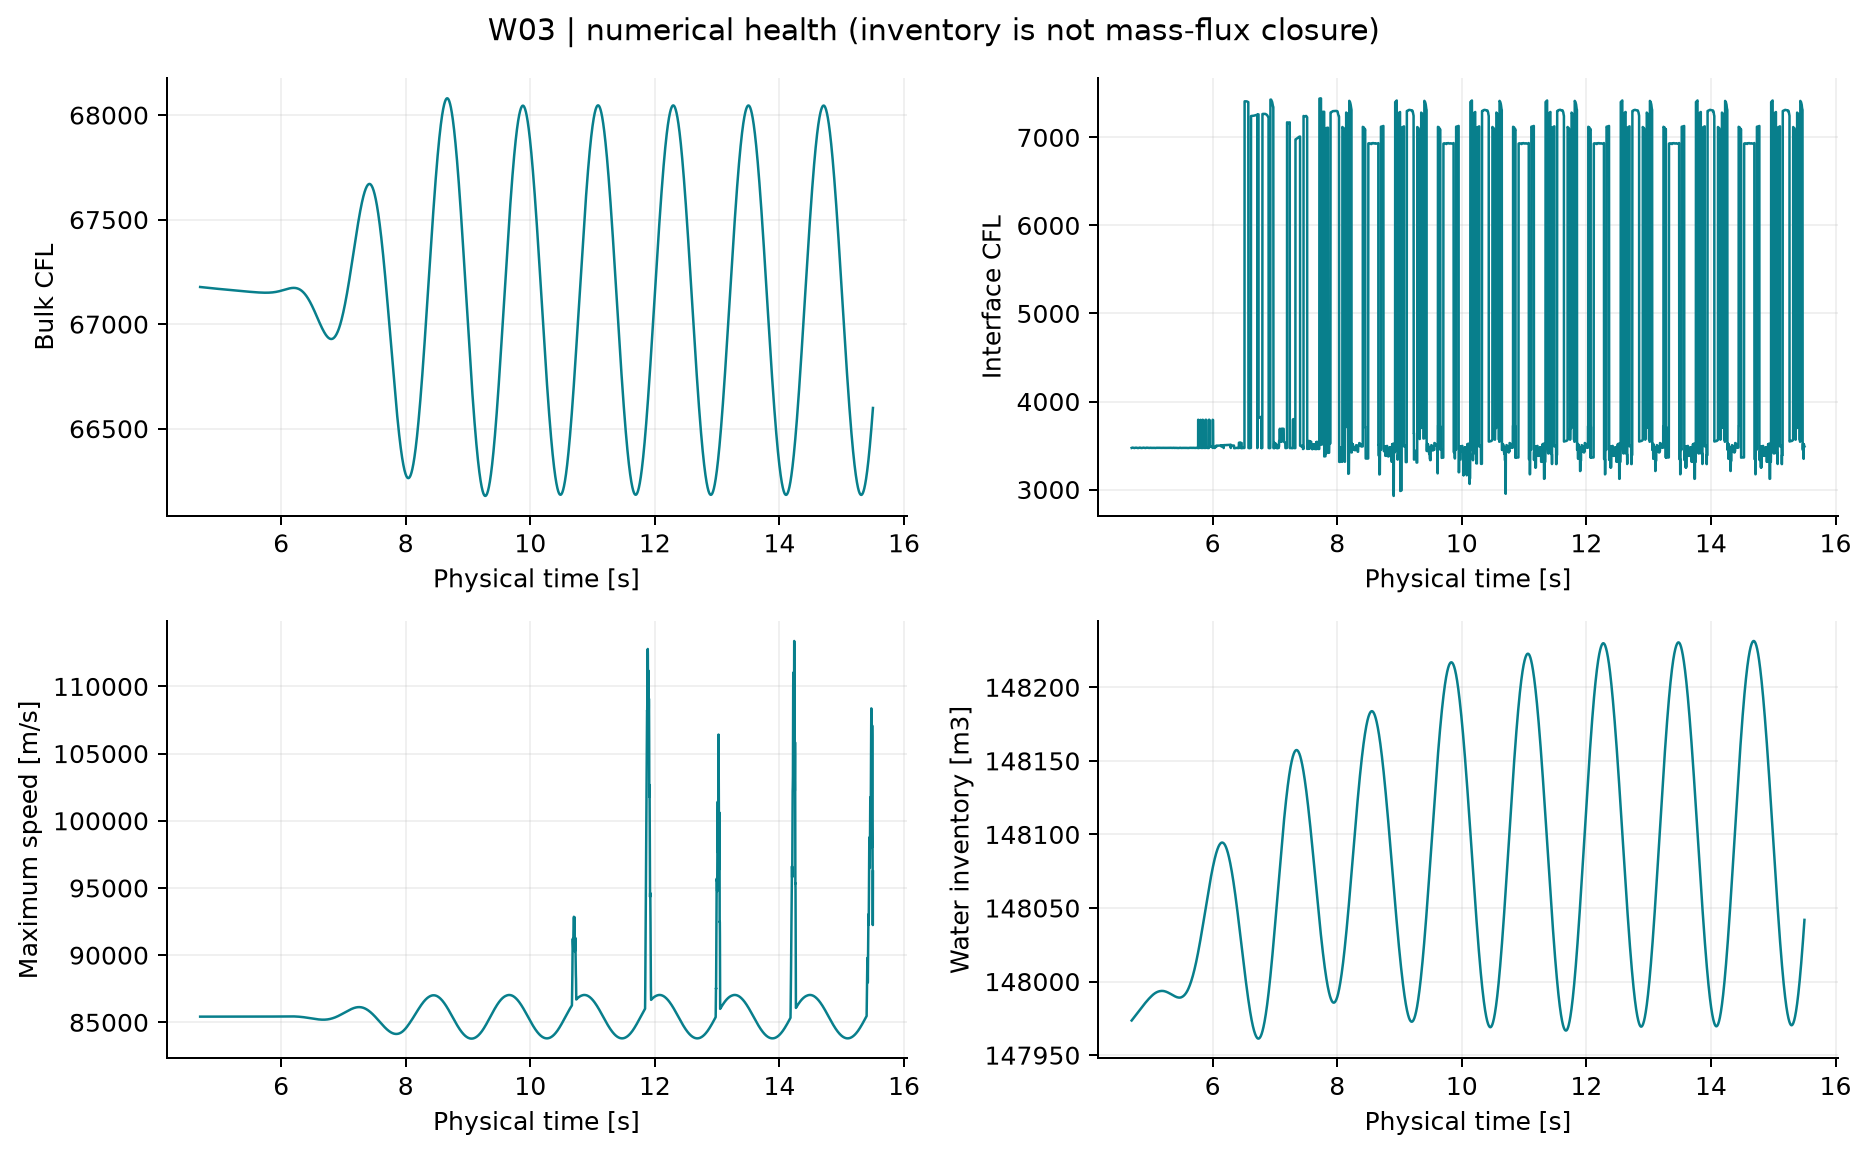 W03 | numerical health (inventory is not mass-flux closure)
Bulk CFL
68000
67500
67000
66500
6 8 10 12 14 16
Physical time [s]
Interface CFL
7000
6000
5000
4000
3000
6 8 10 12 14 16
Physical time [s]
Maximum speed [m/s]
110000
105000
100000
95000
90000
85000
6 8 10 12 14 16
Physical time [s]
Water inventory [m3]
148200
148150
148100
148050
148000
147950
6 8 10 12 14 16
Physical time [s]